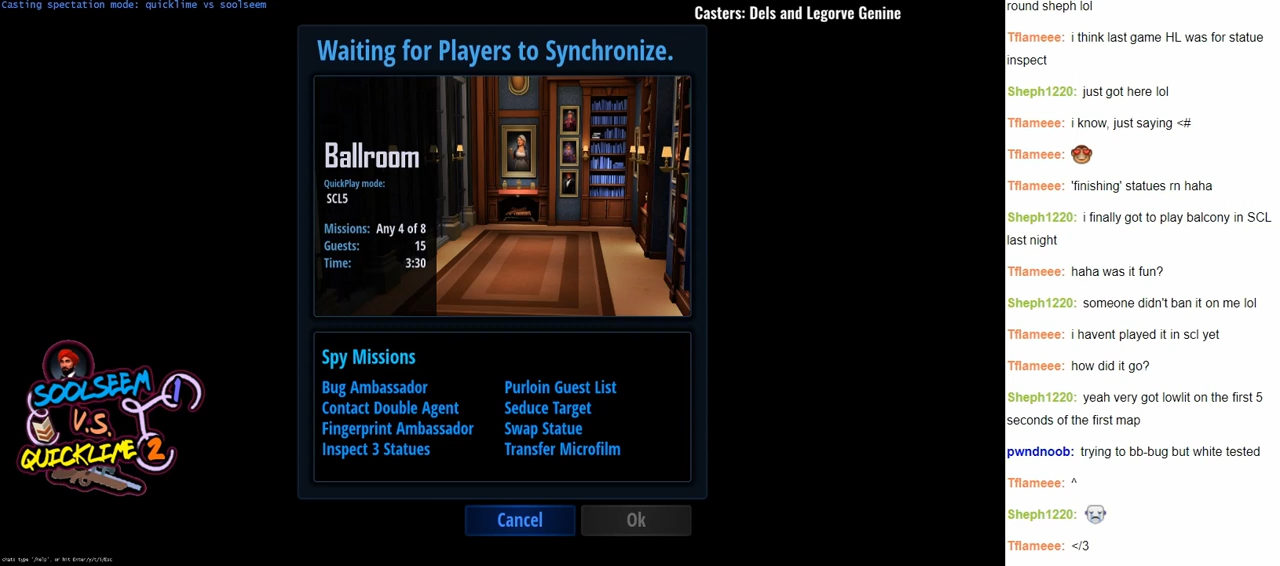 Casting spectation mode: quicklime vs soolseem
Casters: Dels and Legorve Genine
Waiting for Players to Synchronize.
Ballroom
QuickPlay mode:
SCL5
Missions: Any 4 of 8
Guests: 15
Time: 3:30
Spy Missions
Bug Ambassador
Contact Double Agent
Fingerprint Ambassador
Inspect 3 Statues
Purloin Guest List
Seduce Target
Swap Statue
Transfer Microfilm
Cancel
Ok
SOOLSEEM 1
V.S.
QUICKLIME 2
round sheph lol
Tflameee: i think last game HL was for statue
inspect
Sheph1220: just got here lol
Tflameee: i know, just saying <#
Tflameee:
Tflameee: 'finishing' statues rn haha
Sheph1220: i finally got to play balcony in SCL
last night
Tflameee: haha was it fun?
Sheph1220: someone didn't ban it on me lol
Tflameee: i havent played it in scl yet
Tflameee: how did it go?
Sheph1220: yeah very got lowlit on the first 5
seconds of the first map
pwndnoob: trying to bb-bug but white tested
Tflameee: ^
Sheph1220:
Tflameee: </3